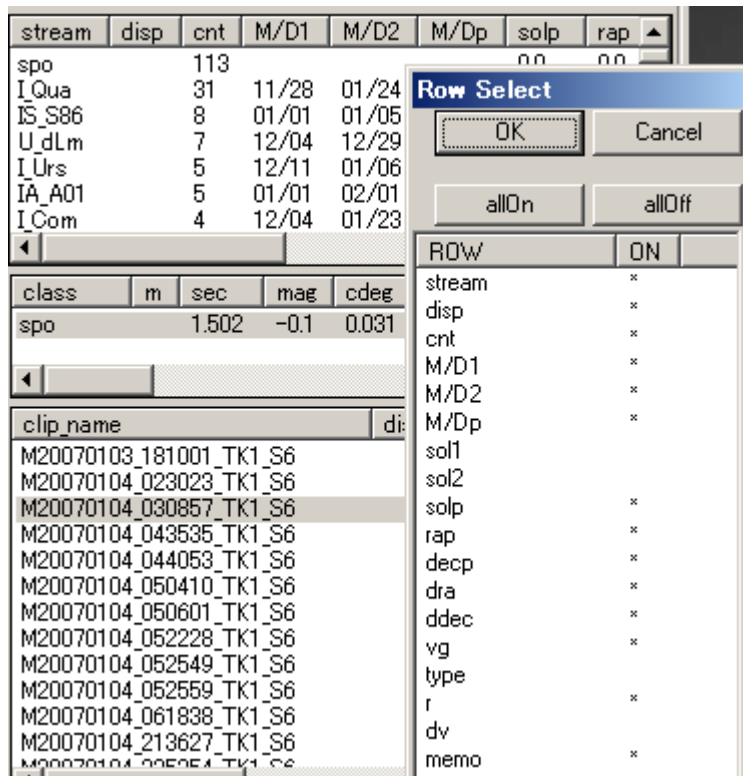 stream disp cnt M/D1 M/D2 M/Dp solp rap
spo 113 0.0 0.0
I_Qua 31 11/28 01/24
IS_S86 8 01/01 01/05
U_dLm 7 12/04 12/29
I_Urs 5 12/11 01/06
IA_A01 5 01/01 02/01
I_Com 4 12/04 01/23
class m sec mag cdeg
spo 1.502 -0.1 0.031
clip_name
M20070103_181001_TK1_S6
M20070104_023023_TK1_S6
M20070104_030857_TK1_S6
M20070104_043535_TK1_S6
M20070104_044053_TK1_S6
M20070104_050410_TK1_S6
M20070104_050601_TK1_S6
M20070104_052228_TK1_S6
M20070104_052549_TK1_S6
M20070104_052559_TK1_S6
M20070104_061838_TK1_S6
M20070104_213627_TK1_S6
Row Select
OK Cancel
allOn allOff
ROW ON
stream *
disp *
cnt *
M/D1 *
M/D2 *
M/Dp *
sol1
sol2
solp *
rap *
decp *
dra *
ddec *
vg *
type
r *
dv
memo *